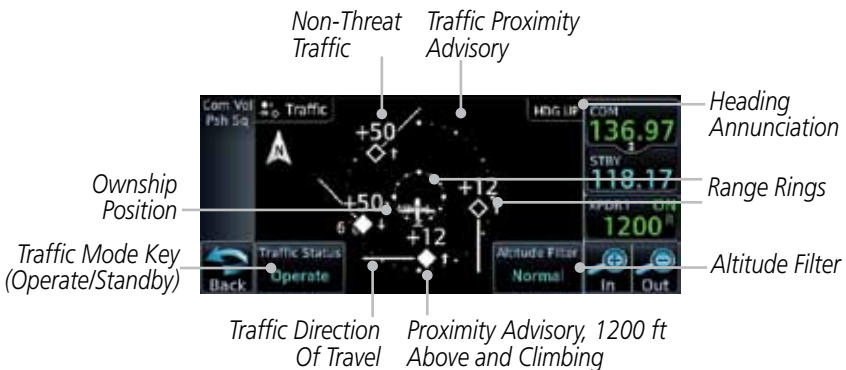 Non-Threat
Traffic
Traffic Proximity
Advisory
Heading
Annunciation
Ownship
Position
Range Rings
Traffic Mode Key
(Operate/Standby)
Altitude Filter
Traffic Direction
Of Travel
Proximity Advisory, 1200 ft
Above and Climbing
Com Vol
Psh Sq
Traffic
HDG UP
COM
136.97
N
+50
STBY
118.17
+50
+12
6
XPDR1 ON
1200 R
+12
Back
Traffic Status
Operate
Altitude Filter
Normal
In
Out